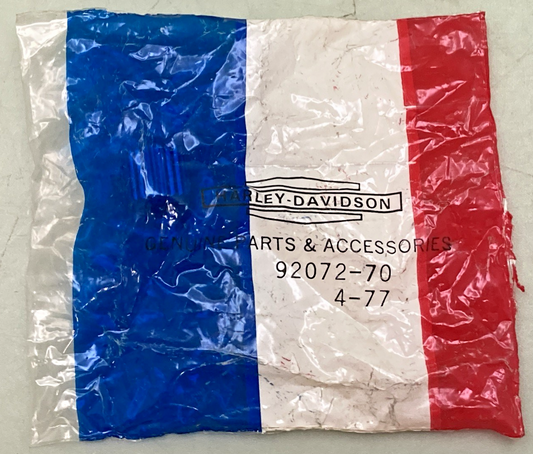 HARLEY-DAVIDSON
GENUINE PARTS & ACCESSORIES
92072-70
4-77